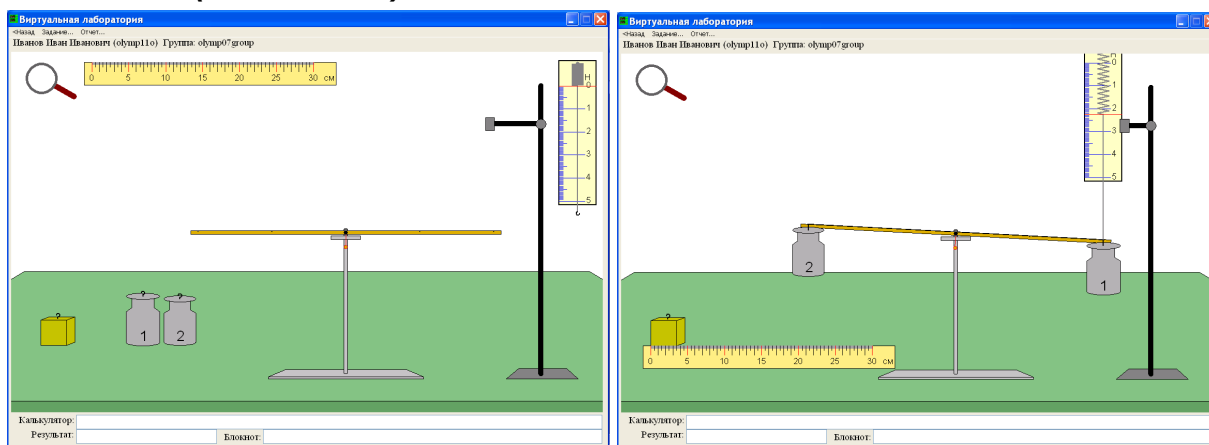 Виртуальная лаборатория
<Назад Задание... Отчет...
Иванов Иван Иванович (olymp11o) Группа: olymp07group
0 5 10 15 20 25 30 см
Н
0
1
2
3
4
5
1 2
Калькулятор:
Результат: Блокнот:
Виртуальная лаборатория
<Назад Задание... Отчет...
Иванов Иван Иванович (olymp11o) Группа: olymp07group
Н
0
1
2
3
4
5
2
1
0 5 10 15 20 25 30 см
Калькулятор:
Результат: Блокнот: